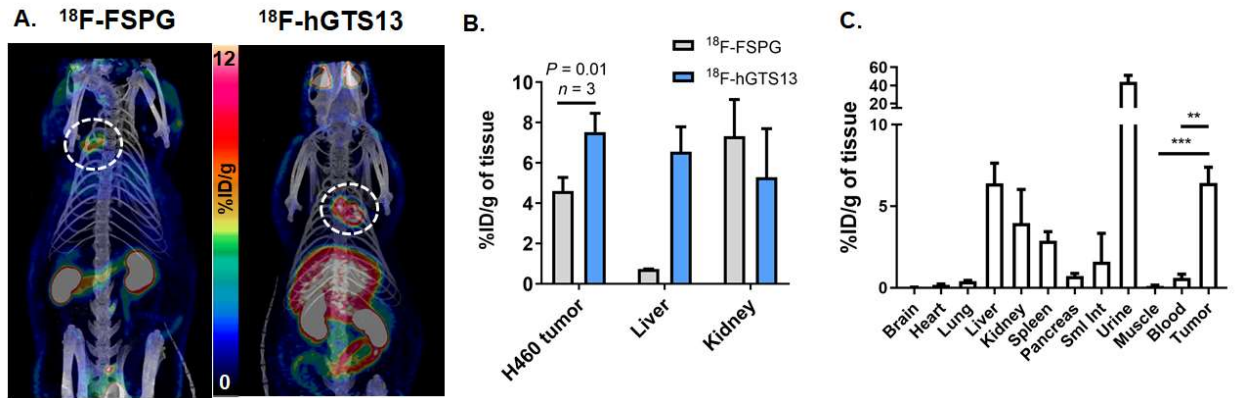 A.
¹⁸F-FSPG
¹⁸F-hGTS13
12
%ID/g
0
B.
¹⁸F-FSPG
¹⁸F-hGTS13
P = 0.01
n = 3
%ID/g of tissue
10
8
6
4
2
0
H460 tumor
Liver
Kidney
C.
%ID/g of tissue
60
40
20
10
5
0
**
***
Brain
Heart
Lung
Liver
Kidney
Spleen
Pancreas
Sml Int
Urine
Muscle
Blood
Tumor